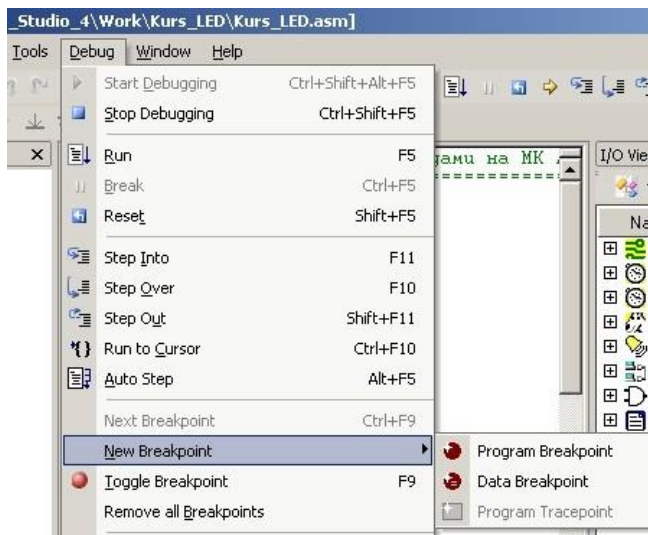 _Studio_4\Work\Kurs_LED\Kurs_LED.asm]
Tools Debug Window Help
Start Debugging Ctrl+Shift+Alt+F5
Stop Debugging Ctrl+Shift+F5
Run F5
Break Ctrl+F5
Reset Shift+F5
Step Into F11
Step Over F10
Step Out Shift+F11
Run to Cursor Ctrl+F10
Auto Step Alt+F5
Next Breakpoint Ctrl+F9
New Breakpoint
Toggle Breakpoint F9
Remove all Breakpoints
Program Breakpoint
Data Breakpoint
Program Tracepoint
дами на МК
=============
I/O Vie
Na